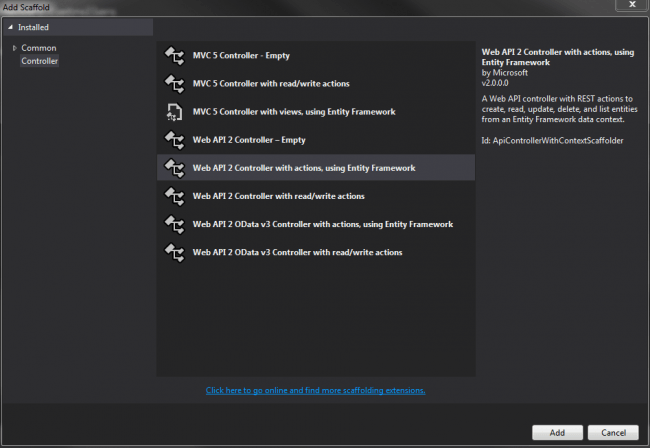 Add Scaffold
Installed
Common
Controller
MVC 5 Controller - Empty
MVC 5 Controller with read/write actions
MVC 5 Controller with views, using Entity Framework
Web API 2 Controller – Empty
Web API 2 Controller with actions, using Entity Framework
Web API 2 Controller with read/write actions
Web API 2 OData v3 Controller with actions, using Entity Framework
Web API 2 OData v3 Controller with read/write actions
Web API 2 Controller with actions, using
Entity Framework
by Microsoft
v2.0.0.0
A Web API controller with REST actions to
create, read, update, delete, and list entities
from an Entity Framework data context.
Id: ApiControllerWithContextScaffolder
Click here to go online and find more scaffolding extensions.
Add
Cancel